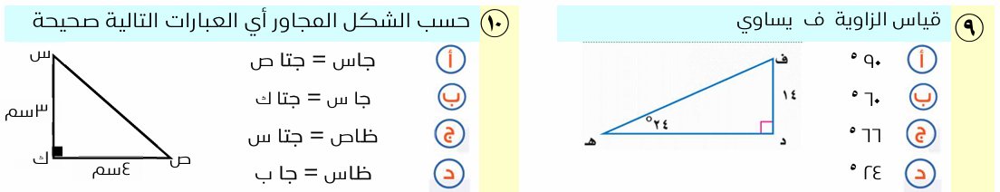 ٩ قياس الزاوية ف يساوي
أ ٩٠ °
ب ٦٠ °
ج ٦٦ °
د ٢٤ °
ف
١٤
٢٤°
هـ
د
١٠ حسب الشكل المجاور أي العبارات التالية صحيحة
أ جاس = جتا ص
ب جا س = جتا ك
ج ظاص = جتا س
د ظاس = جا ب
س
٣سم
ك
٤سم
ص